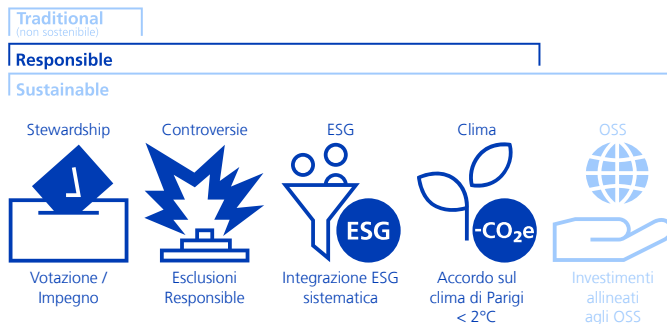 Traditional
(non sostenibile)
Responsible
Sustainable
Stewardship
Controversie
ESG
Clima
OSS
ESG
-CO₂e
Votazione /
Impegno
Esclusioni
Responsible
Integrazione ESG
sistematica
Accordo sul
clima di Parigi
< 2°C
Investimenti
allineati
agli OSS